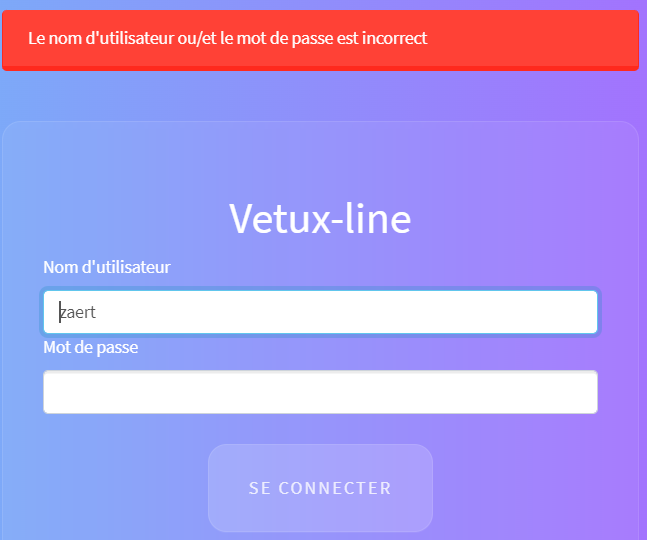 Le nom d'utilisateur ou/et le mot de passe est incorrect
Vetux-line
Nom d'utilisateur
zaert
Mot de passe
SE CONNECTER